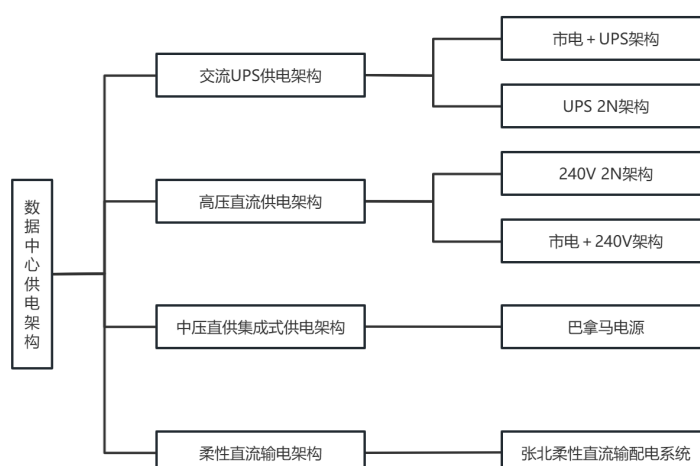 数据中心供电架构
交流UPS供电架构
市电＋UPS架构
UPS 2N架构
高压直流供电架构
240V 2N架构
市电＋240V架构
中压直供集成式供电架构
巴拿马电源
柔性直流输电架构
张北柔性直流输配电系统